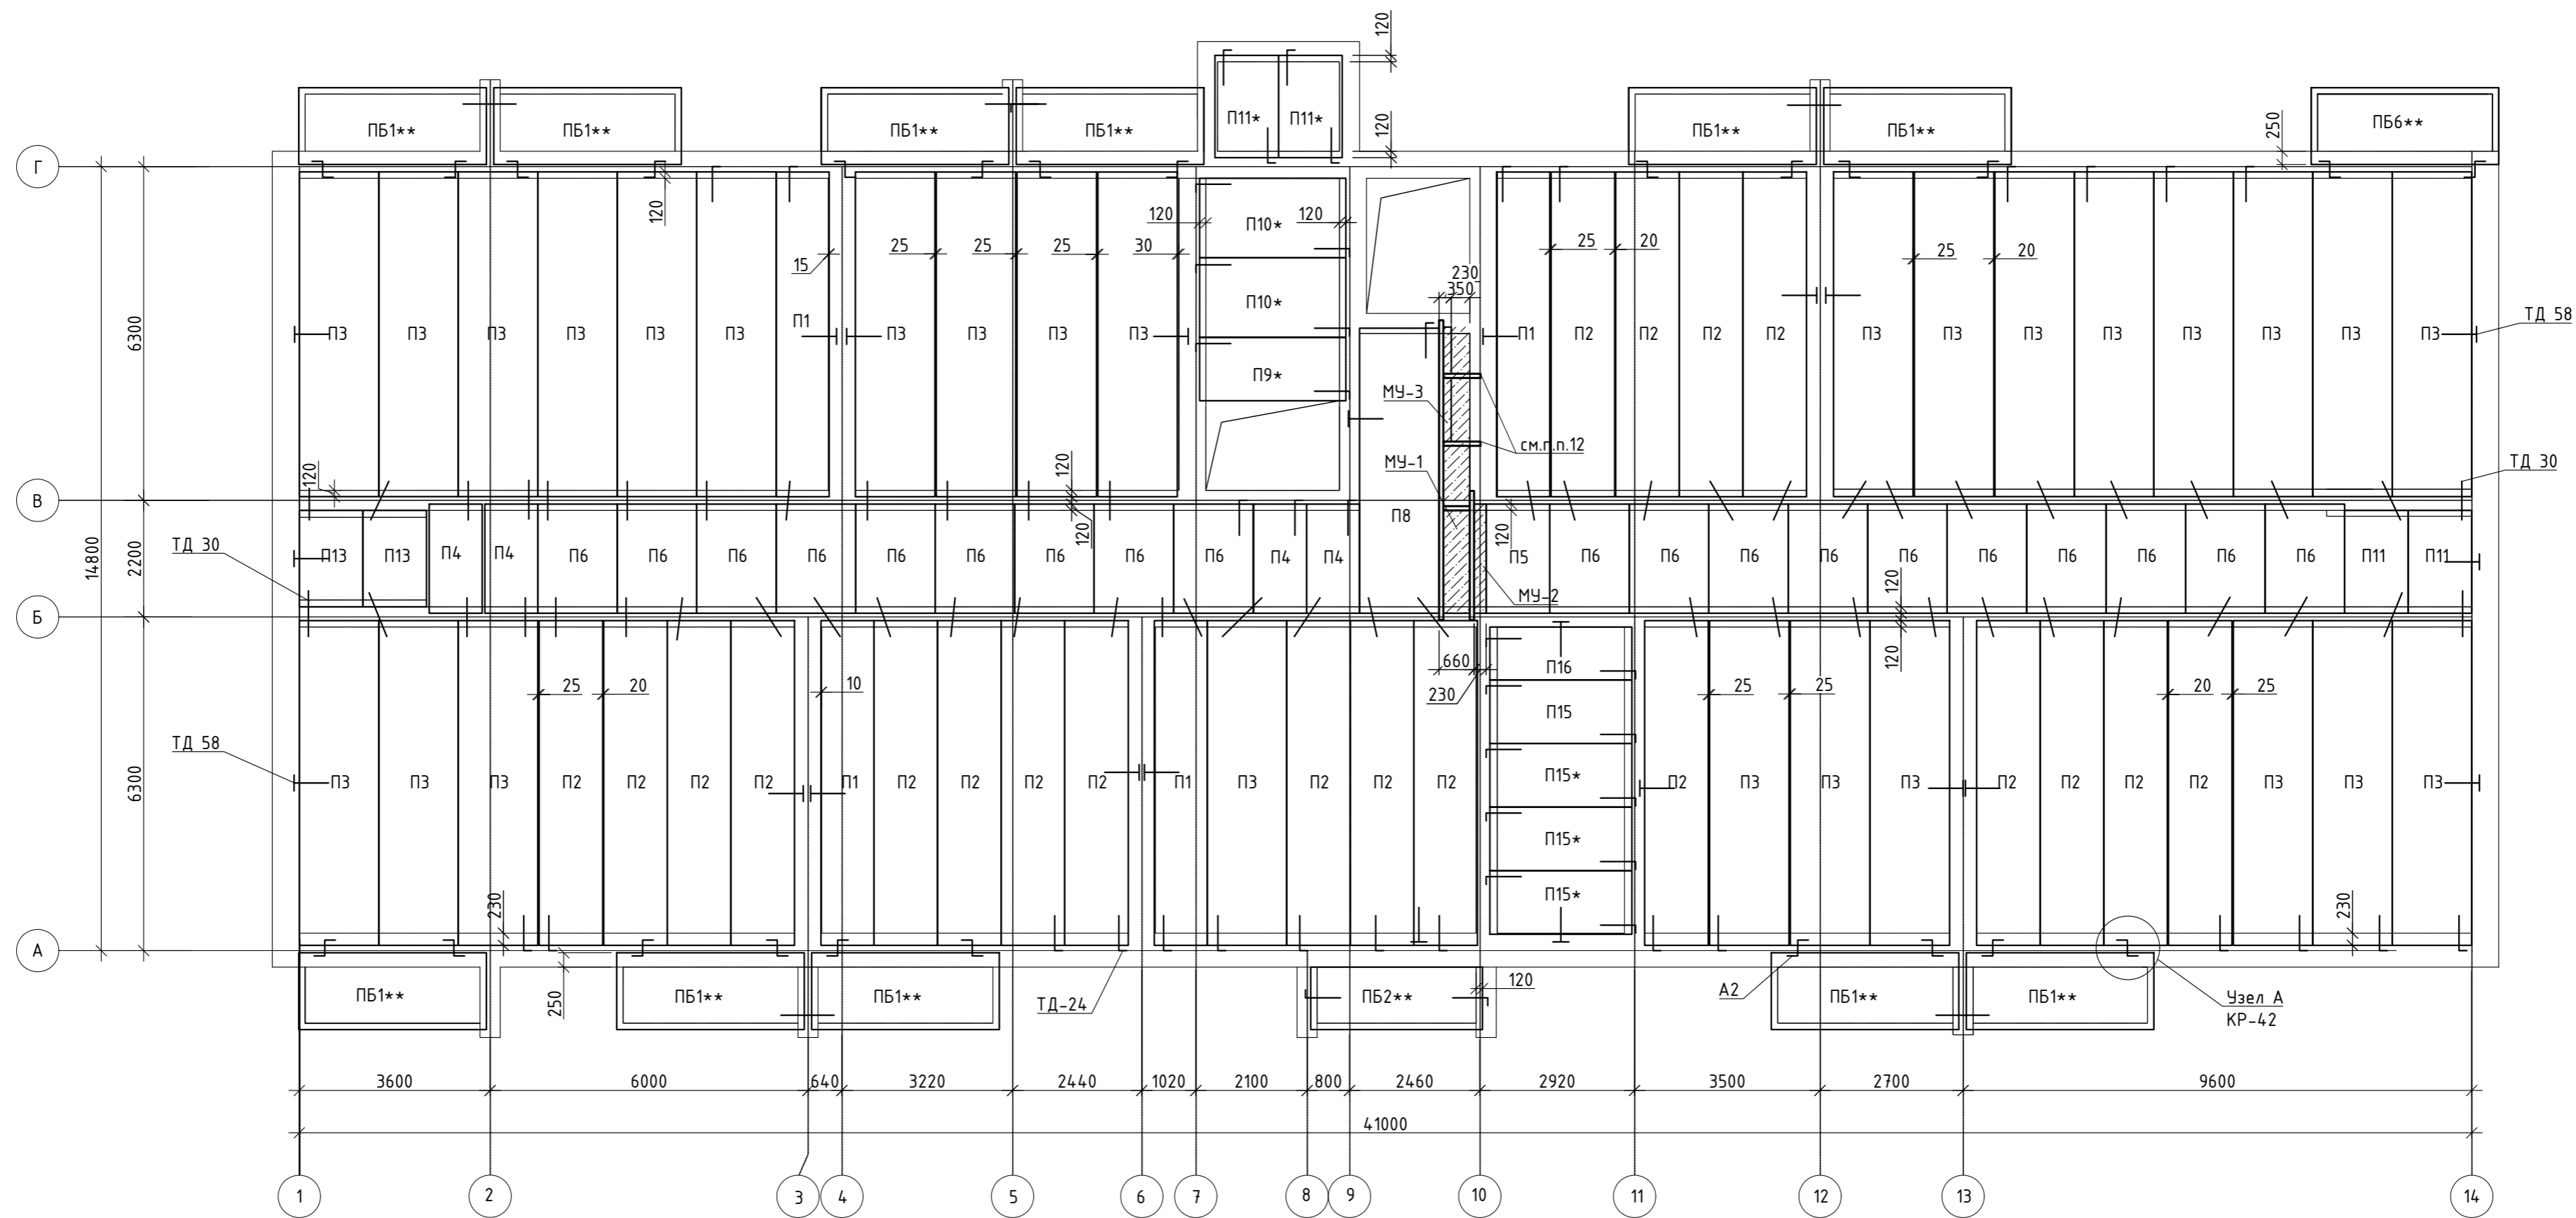 120
ПБ1**
ПБ1**
ПБ1**
ПБ1**
П11*
П11*
120
ПБ1**
ПБ1**
250
ПБ6**
Г
120
15
25
25
25
30
120
120
П10*
П10*
П9*
230
350
25
20
25
20
6300
П3
П3
П3
П3
П3
П3
П1
П3
П3
П3
П3
П1
П2
П2
П2
П2
П3
П3
П3
П3
П3
П3
П3
П3
ТД 58
МУ-3
см.п.п.12
МУ-1
ТД 30
120
120
В
14800
2200
ТД 30
П13
П13
П4
П4
П6
П6
П6
П6
П6
П6
П6
120
П6
П6
П4
П4
П8
120
П5
П6
П6
П6
П6
П6
П6
П6
П6
П6
П6
П11
П11
МУ-2
120
Б
120
6300
25
20
10
660
230
П16
П15
П15*
П15*
П15*
25
25
20
25
ТД 58
П3
П3
П3
П2
П2
П2
П2
П1
П2
П2
П2
П2
П1
П3
П2
П2
П2
П2
П3
П3
П3
П2
П2
П2
П2
П3
П3
П3
230
230
А
ПБ1**
250
ПБ1**
ПБ1**
ТД-24
ПБ2**
120
А2
ПБ1**
ПБ1**
Узел А
КР-42
3600
6000
640
3220
2440
1020
2100
800
2460
2920
3500
2700
9600
41000
1
2
3
4
5
6
7
8
9
10
11
12
13
14